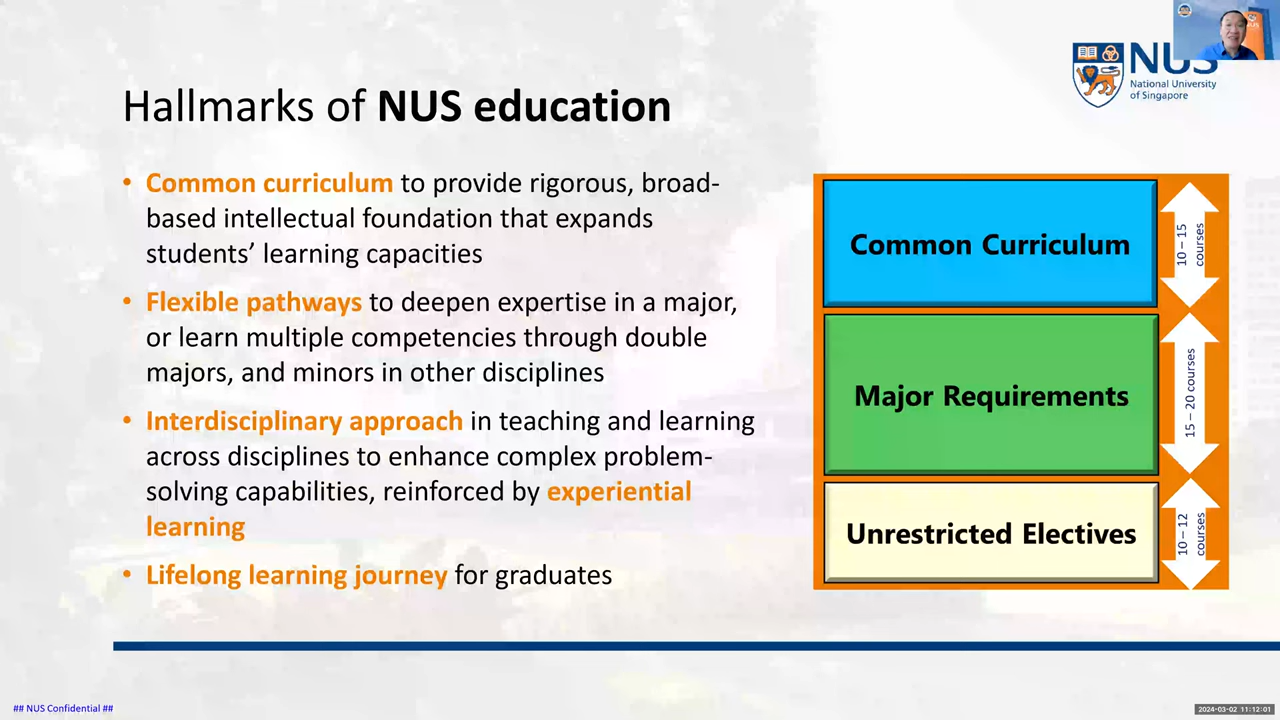 Hallmarks of NUS education
• Common curriculum to provide rigorous, broad-
based intellectual foundation that expands
students’ learning capacities
• Flexible pathways to deepen expertise in a major,
or learn multiple competencies through double
majors, and minors in other disciplines
• Interdisciplinary approach in teaching and learning
across disciplines to enhance complex problem-
solving capabilities, reinforced by experiential
learning
• Lifelong learning journey for graduates
NUS
National University
of Singapore
Common Curriculum
10 – 15
courses
Major Requirements
15 – 20 courses
Unrestricted Electives
10 – 12
courses
## NUS Confidential ##
2024-03-02 11:12:01